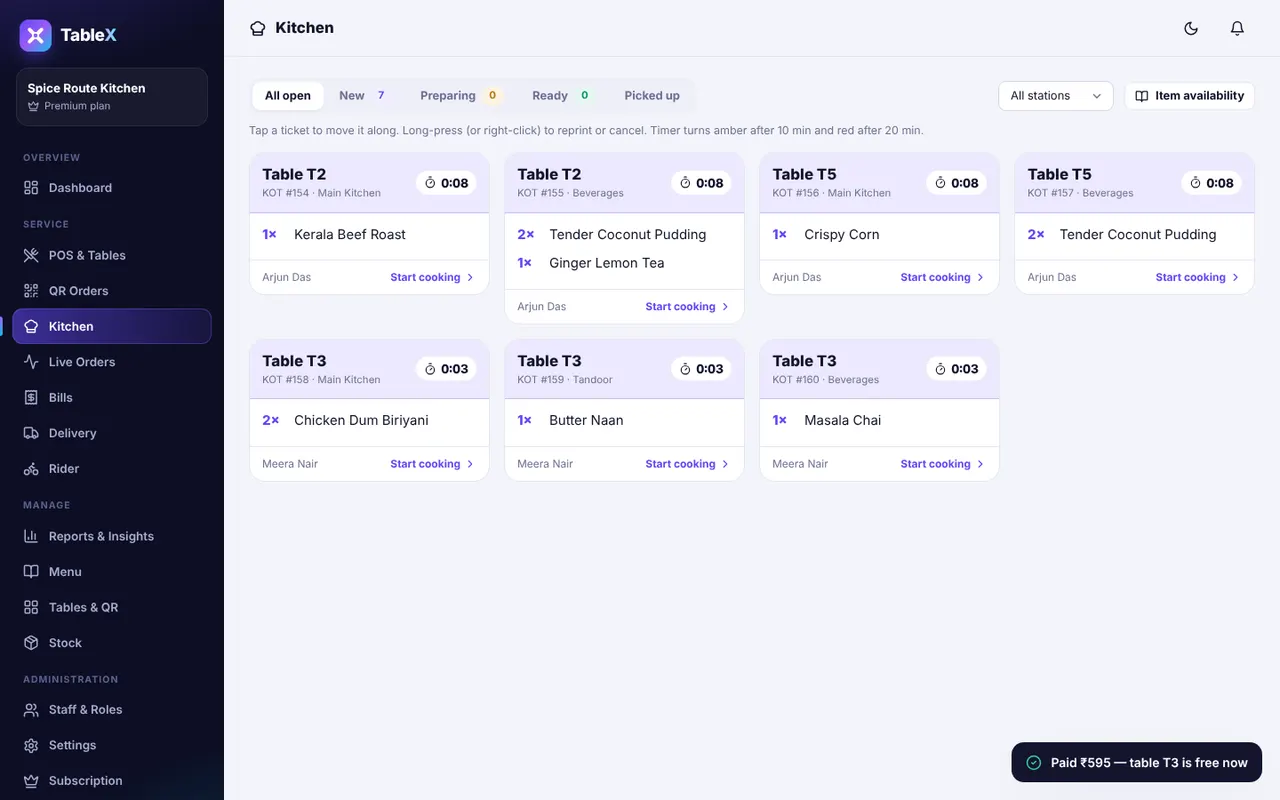 TableX
Spice Route Kitchen
Premium plan
OVERVIEW
Dashboard
SERVICE
POS & Tables
QR Orders
Kitchen
Live Orders
Bills
Delivery
Rider
MANAGE
Reports & Insights
Menu
Tables & QR
Stock
ADMINISTRATION
Staff & Roles
Settings
Subscription
Kitchen
All open New 7 Preparing 0 Ready 0 Picked up
All stations Item availability
Tap a ticket to move it along. Long-press (or right-click) to reprint or cancel. Timer turns amber after 10 min and red after 20 min.
Table T2
KOT #154 · Main Kitchen
0:08
1× Kerala Beef Roast
Arjun Das Start cooking
Table T2
KOT #155 · Beverages
0:08
2× Tender Coconut Pudding
1× Ginger Lemon Tea
Arjun Das Start cooking
Table T5
KOT #156 · Main Kitchen
0:08
1× Crispy Corn
Arjun Das Start cooking
Table T5
KOT #157 · Beverages
0:08
2× Tender Coconut Pudding
Arjun Das Start cooking
Table T3
KOT #158 · Main Kitchen
0:03
2× Chicken Dum Biriyani
Meera Nair Start cooking
Table T3
KOT #159 · Tandoor
0:03
1× Butter Naan
Meera Nair Start cooking
Table T3
KOT #160 · Beverages
0:03
1× Masala Chai
Meera Nair Start cooking
Paid ₹595 — table T3 is free now